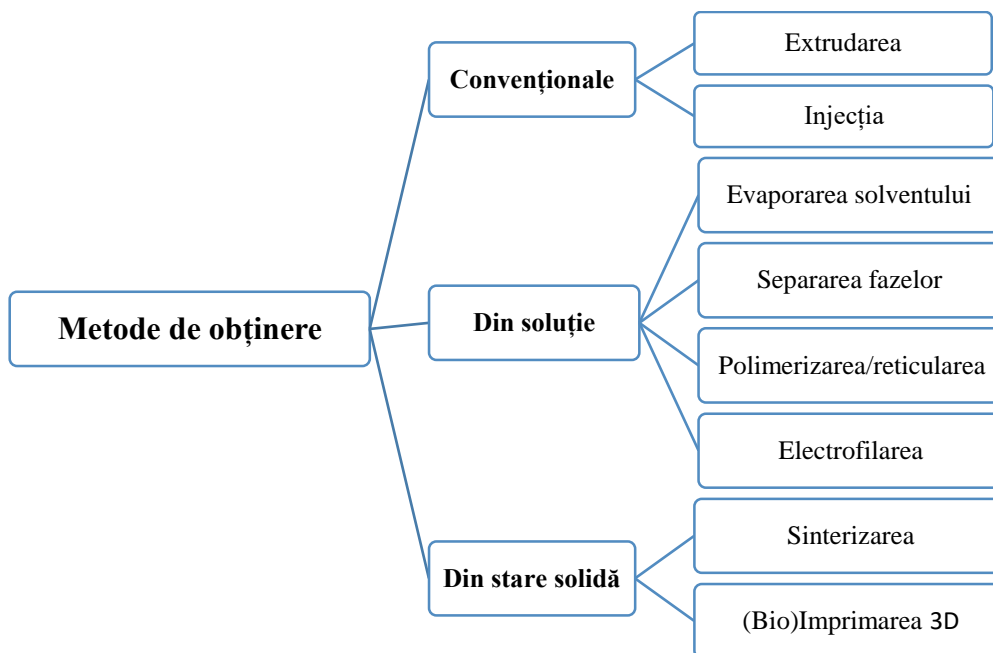 Metode de obținere
Convenționale
Extrudarea
Injecția
Din soluție
Evaporarea solventului
Separarea fazelor
Polimerizarea/reticularea
Electrofilarea
Din stare solidă
Sinterizarea
(Bio)Imprimarea 3D